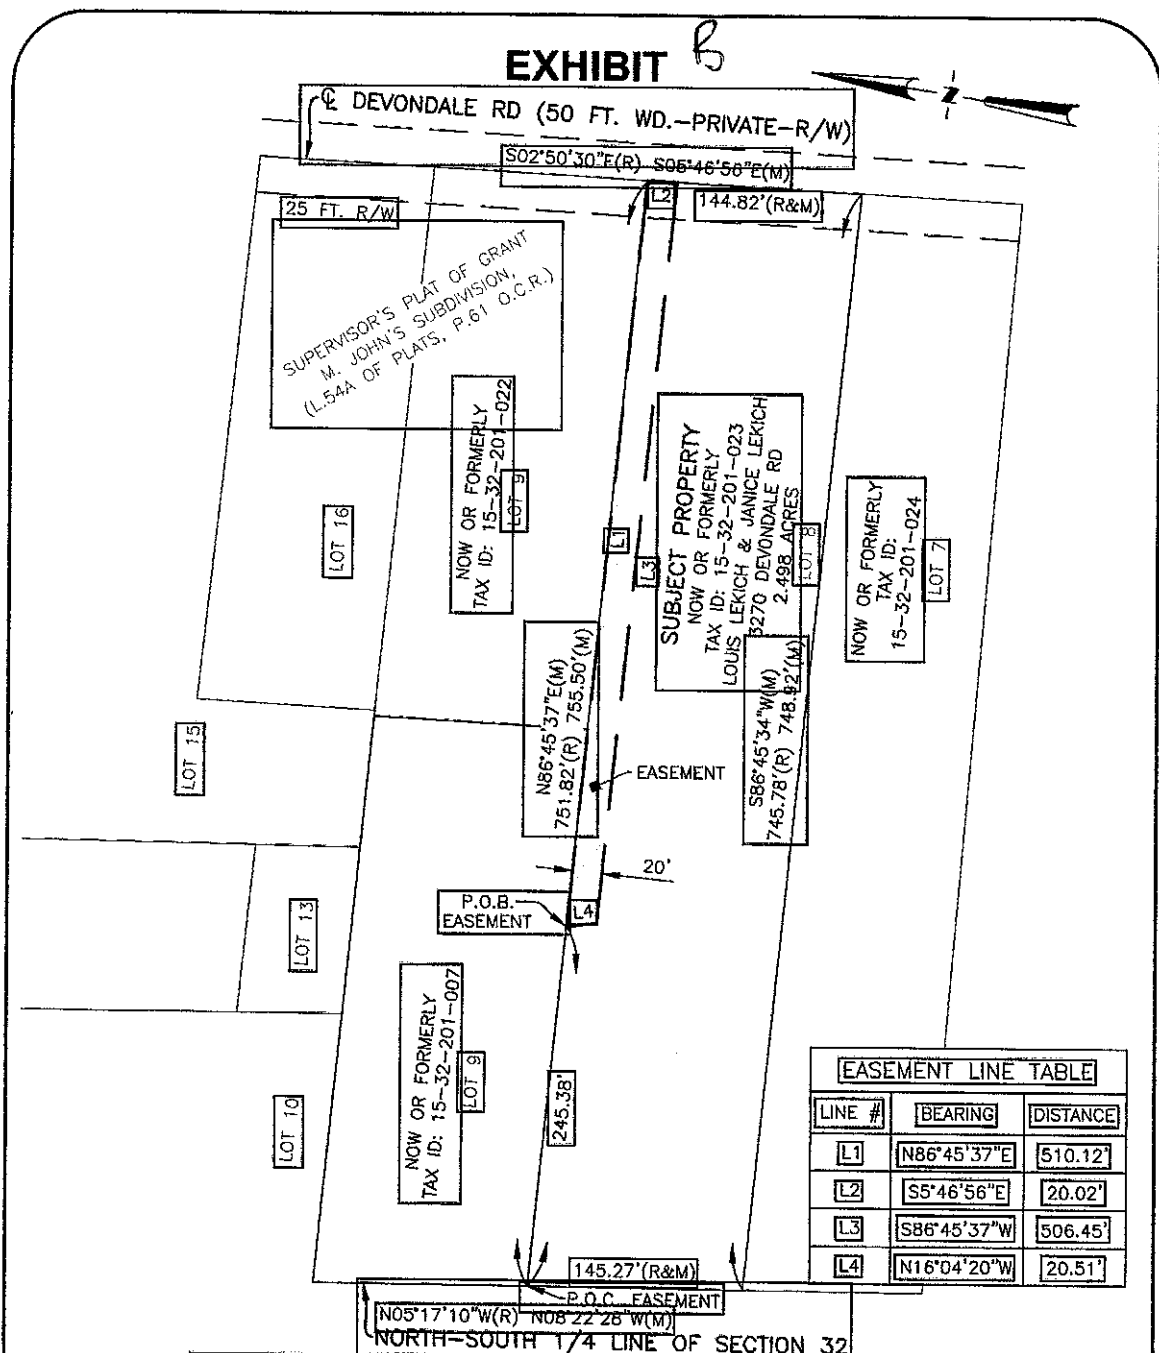 EXHIBIT B
℄ DEVONDALE RD (50 FT. WD.-PRIVATE-R/W)
S02°50'30"E(R) S05°46'56"E(M)
L2
144.82'(R&M)
25 FT. R/W
SUPERVISOR'S PLAT OF GRANT
M. JOHN'S SUBDIVISION,
(L.54A OF PLATS, P.61 O.C.R.)
NOW OR FORMERLY
TAX ID: 15-32-201-022
LOT 9
LOT 16
L1
L3
SUBJECT PROPERTY
NOW OR FORMERLY
TAX ID: 15-32-201-023
LOUIS LEKICH & JANICE LEKICH
3270 DEVONDALE RD
2.498 ACRES
LOT 8
NOW OR FORMERLY
TAX ID:
15-32-201-024
LOT 7
N86°45'37"E(M)
751.82'(R) 755.50'(M)
S86°45'34"W(M)
745.78'(R) 748.92'(M)
LOT 15
EASEMENT
20'
P.O.B.
EASEMENT
L4
LOT 13
NOW OR FORMERLY
TAX ID: 15-32-201-007
LOT 9
LOT 10
245.38'
EASEMENT LINE TABLE
LINE # BEARING DISTANCE
L1 N86°45'37"E 510.12'
L2 S5°46'56"E 20.02'
L3 S86°45'37"W 506.45'
L4 N16°04'20"W 20.51'
145.27'(R&M)
P.O.C. EASEMENT
N05°17'10"W(R) N08°22'28"W(M)
NORTH-SOUTH 1/4 LINE OF SECTION 32